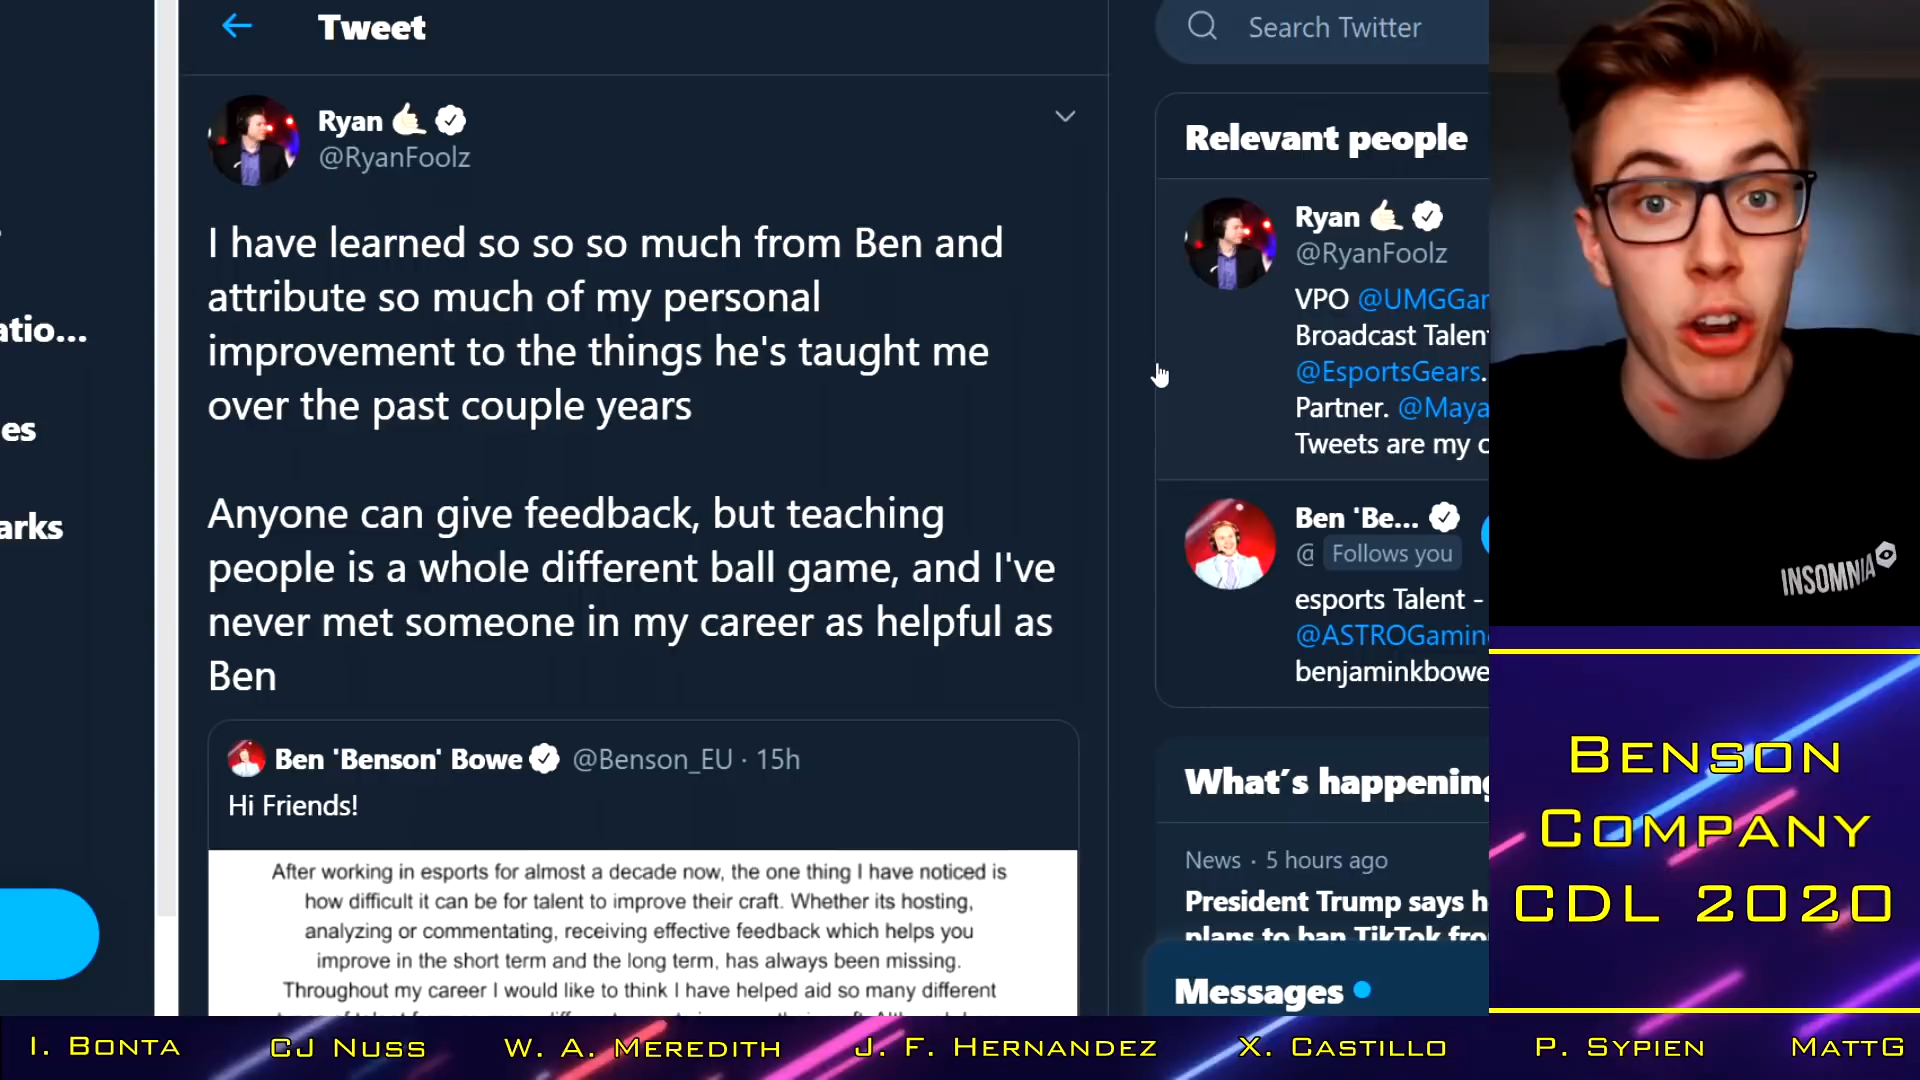 Tweet
Search Twitter
Ryan
@RyanFoolz
I have learned so so so much from Ben and
attribute so much of my personal
improvement to the things he's taught me
over the past couple years
Anyone can give feedback, but teaching
people is a whole different ball game, and I've
never met someone in my career as helpful as
Ben
Ben 'Benson' Bowe @Benson_EU · 15h
Hi Friends!
After working in esports for almost a decade now, the one thing I have noticed is
how difficult it can be for talent to improve their craft. Whether its hosting,
analyzing or commentating, receiving effective feedback which helps you
improve in the short term and the long term, has always been missing.
Throughout my career I would like to think I have helped aid so many different
atio...
es
arks
Relevant people
Ryan
@RyanFoolz
VPO @UMGGar
Broadcast Talent
@EsportsGears.
Partner. @Maya
Tweets are my o
Ben 'Be...
@ Follows you
esports Talent -
@ASTROGaming
benjaminkbowe
What's happening
News · 5 hours ago
President Trump says h
plans to ban TikTok fro
Messages
INSOMNIA
BENSON
COMPANY
CDL 2020
I. BONTA CJ NUSS W. A. MEREDITH J. F. HERNANDEZ X. CASTILLO P. SYPIEN MATTG